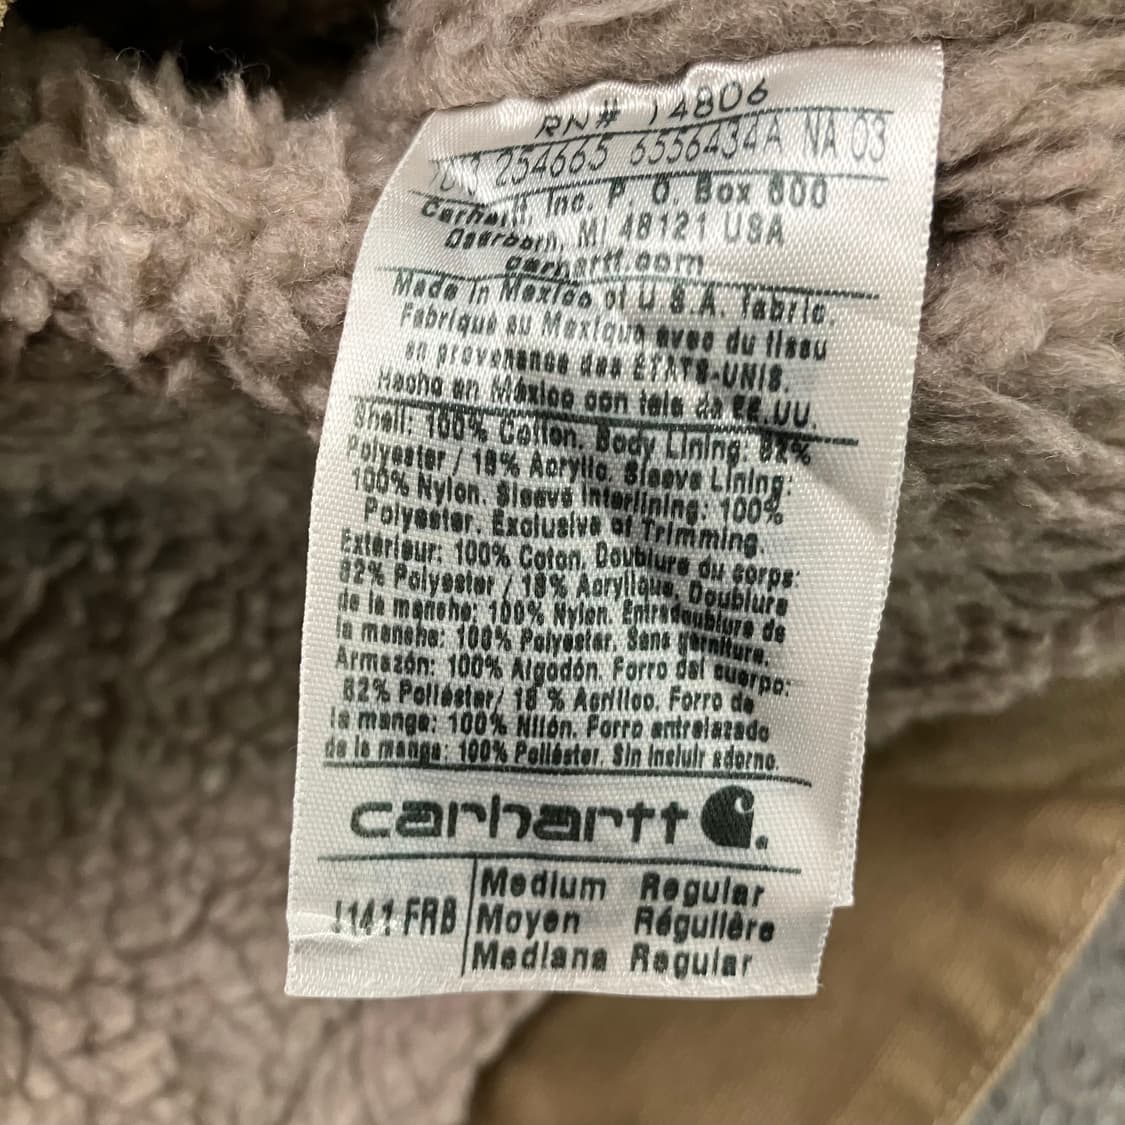 RN# 14806
254665 6556434A NA 03
Carhartt, Inc. P. O. Box 600
Dearborn, MI 48121 USA
carhartt.com
Made in Mexico of U.S.A. fabric.
Fabriqué au Mexique avec du tissu
en provenance des ÉTATS-UNIS.
Hecho en México con tela de EE.UU.
Shell: 100% Cotton. Body Lining: 82%
Polyester / 18% Acrylic. Sleeve Lining:
100% Nylon. Sleeve Interlining: 100%
Polyester. Exclusive of Trimming.
Extérieur: 100% Coton. Doublure du corps:
82% Polyester / 18% Acrylique. Doublure
de la manche: 100% Nylon. Entredoublure de
la manche: 100% Polyester. Sans garniture.
Armazón: 100% Algodón. Forro del cuerpo:
82% Poliéster/ 18 % Acrílico. Forro de
la manga: 100% Nilón. Forro entrelazado
de la manga: 100% Poliéster. Sin incluir adorno.
carhartt
J141 FRB
Medium Regular
Moyen Régulière
Mediana Regular